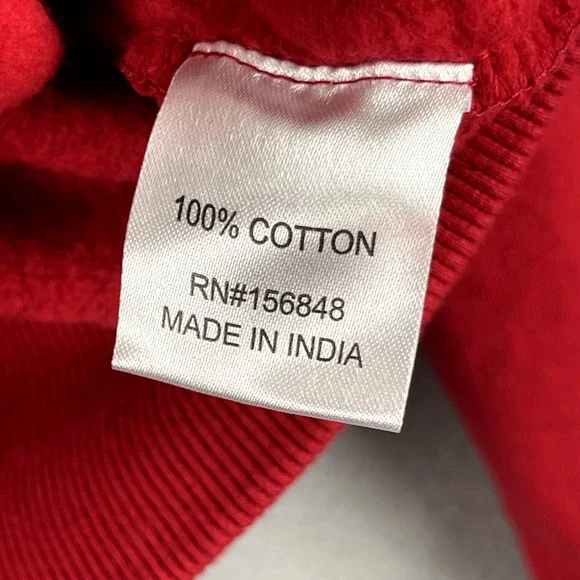 100% COTTON
RN#156848
MADE IN INDIA